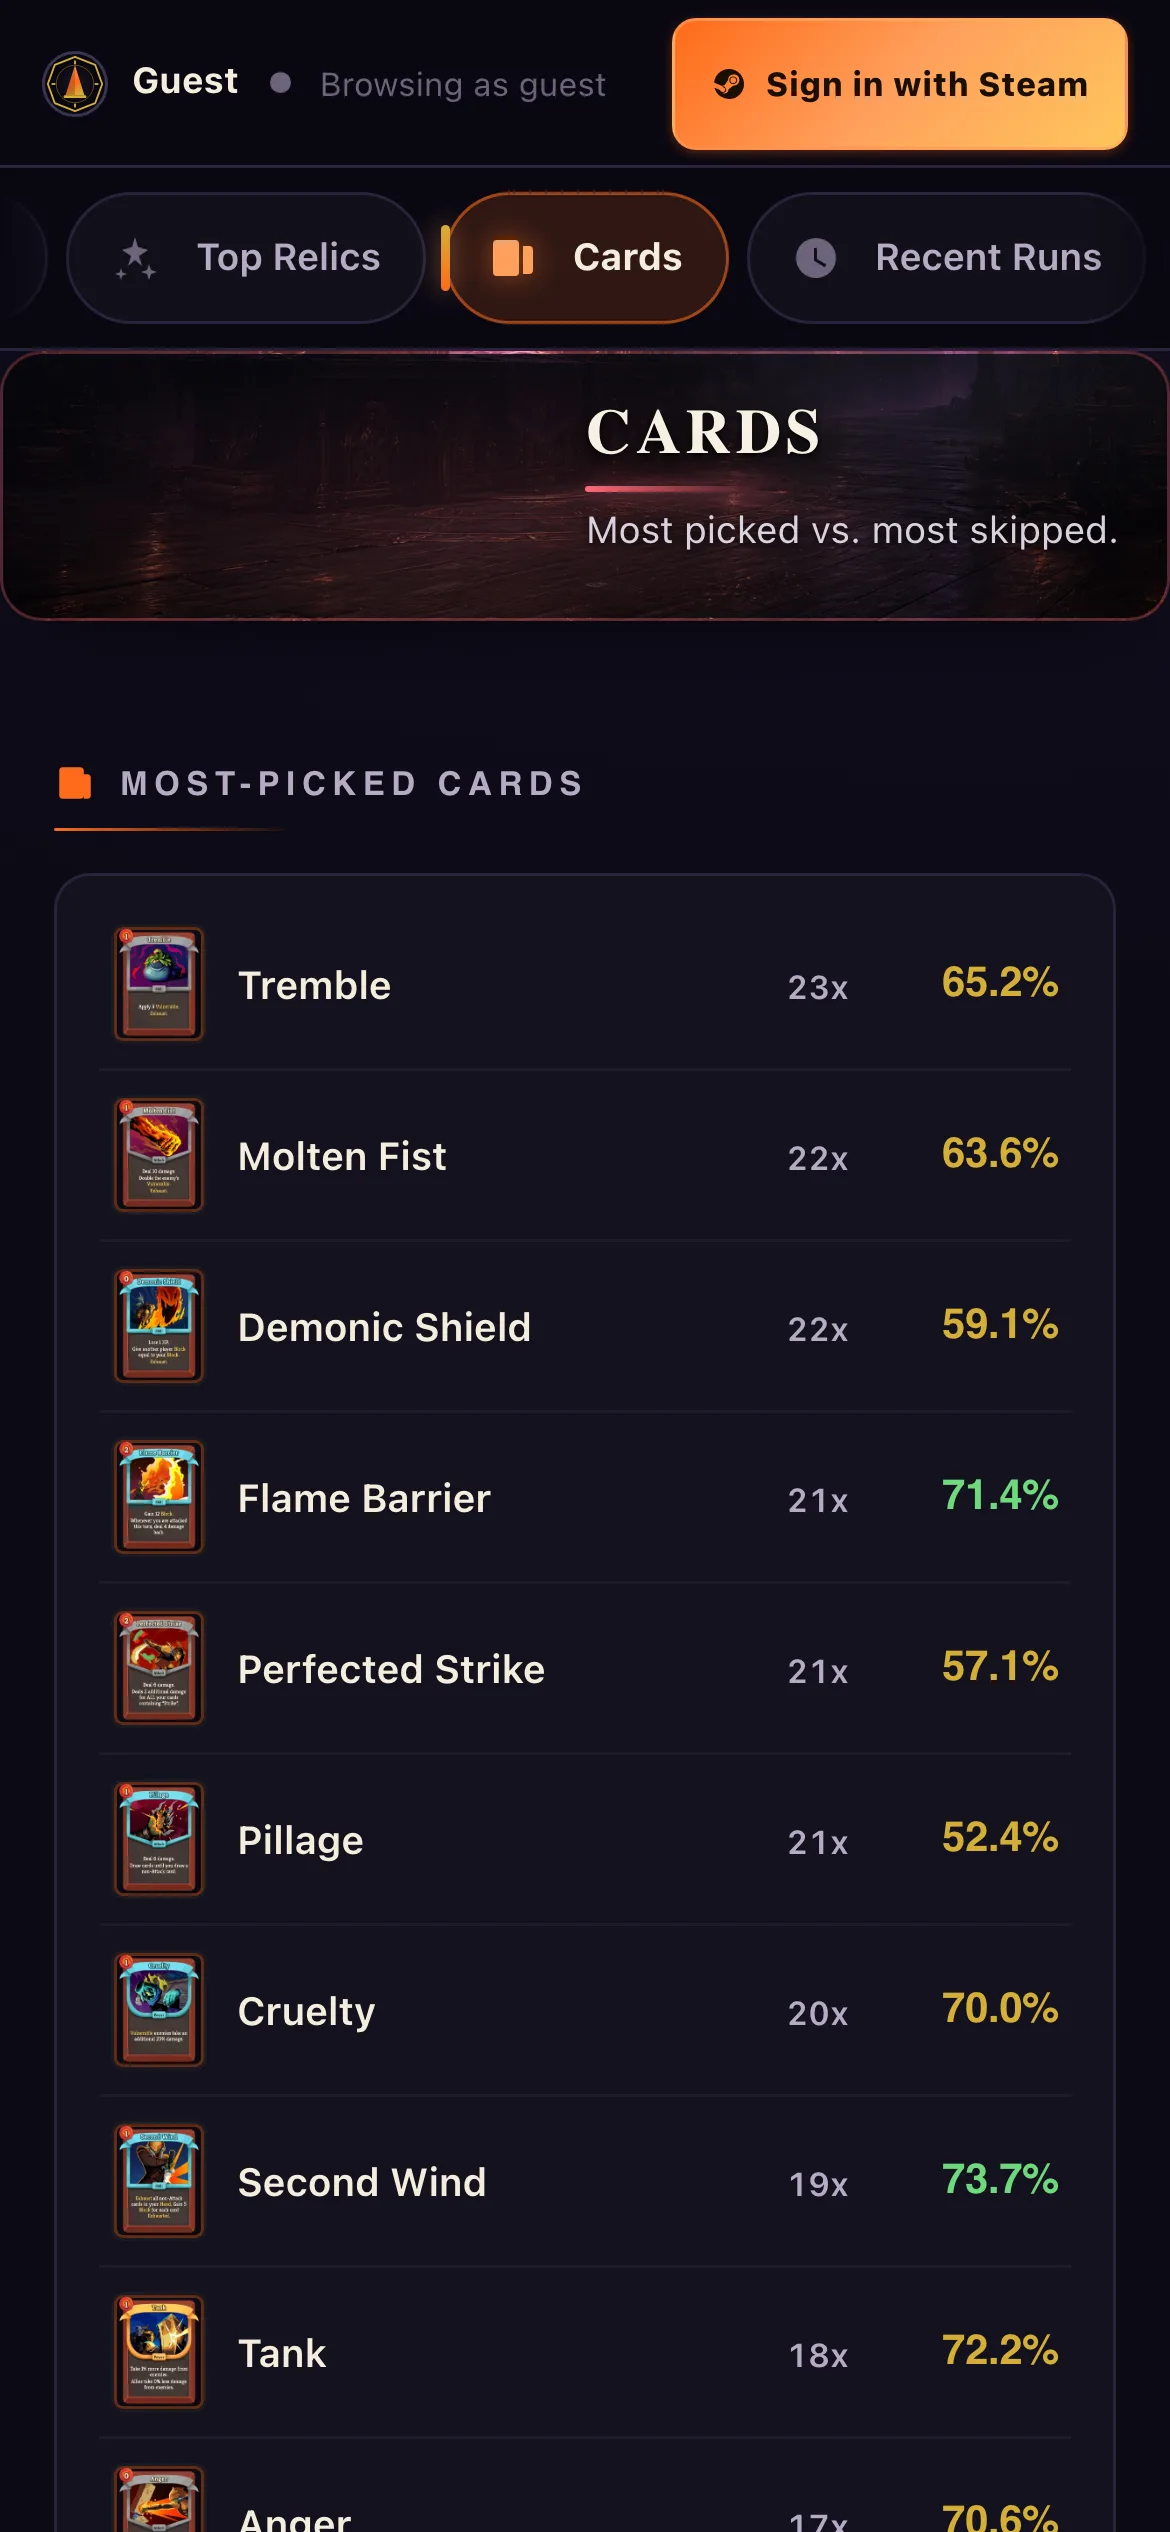 Guest
Browsing as guest
Sign in with Steam
Top Relics
Cards
Recent Runs
CARDS
Most picked vs. most skipped.
MOST-PICKED CARDS
Tremble 23x 65.2%
Molten Fist 22x 63.6%
Demonic Shield 22x 59.1%
Flame Barrier 21x 71.4%
Perfected Strike 21x 57.1%
Pillage 21x 52.4%
Cruelty 20x 70.0%
Second Wind 19x 73.7%
Tank 18x 72.2%
Anger 17x 70.6%